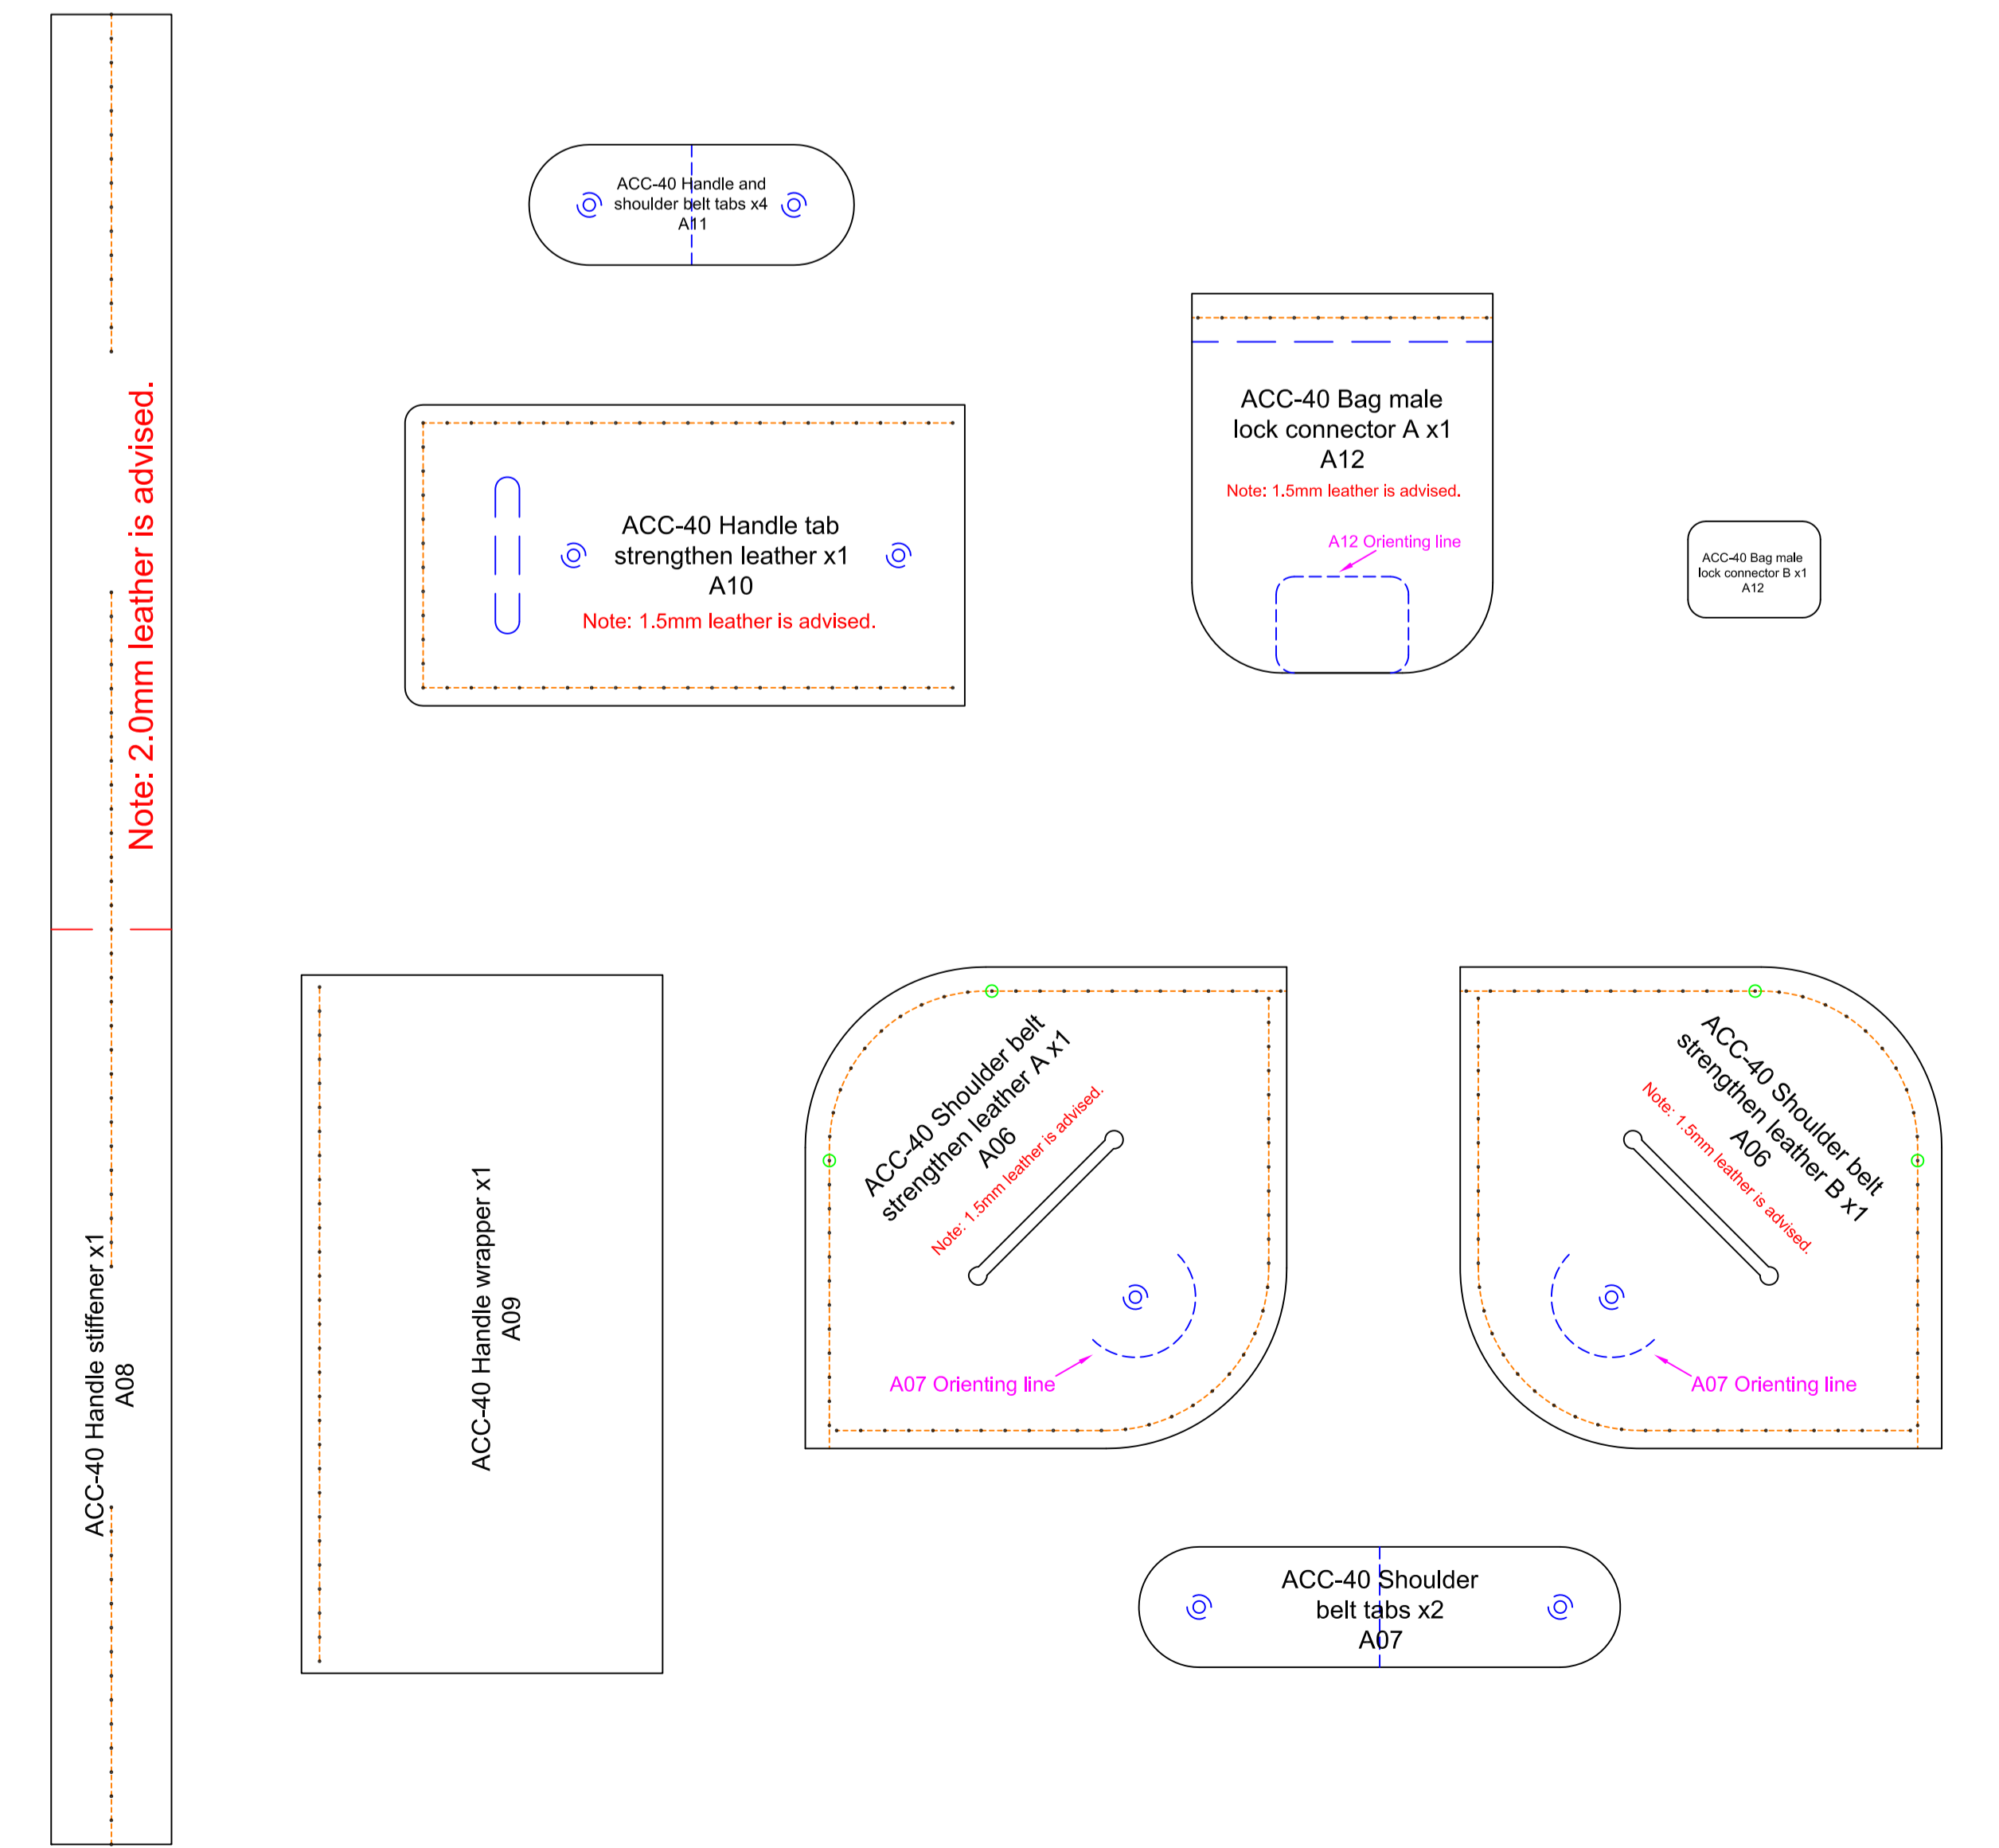 ACC-40 Handle and
shoulder belt tabs x4
A11
Note: 2.0mm leather is advised.
ACC-40 Handle tab
strengthen leather x1
A10
Note: 1.5mm leather is advised.
ACC-40 Bag male
lock connector A x1
A12
Note: 1.5mm leather is advised.
A12 Orienting line
ACC-40 Bag male
lock connector B x1
A12
ACC-40 Handle stiffener x1
A08
ACC-40 Handle wrapper x1
A09
ACC-40 Shoulder belt
strengthen leather A x1
A06
Note: 1.5mm leather is advised.
A07 Orienting line
ACC-40 Shoulder belt
strengthen leather B x1
A06
Note: 1.5mm leather is advised.
A07 Orienting line
ACC-40 Shoulder
belt tabs x2
A07